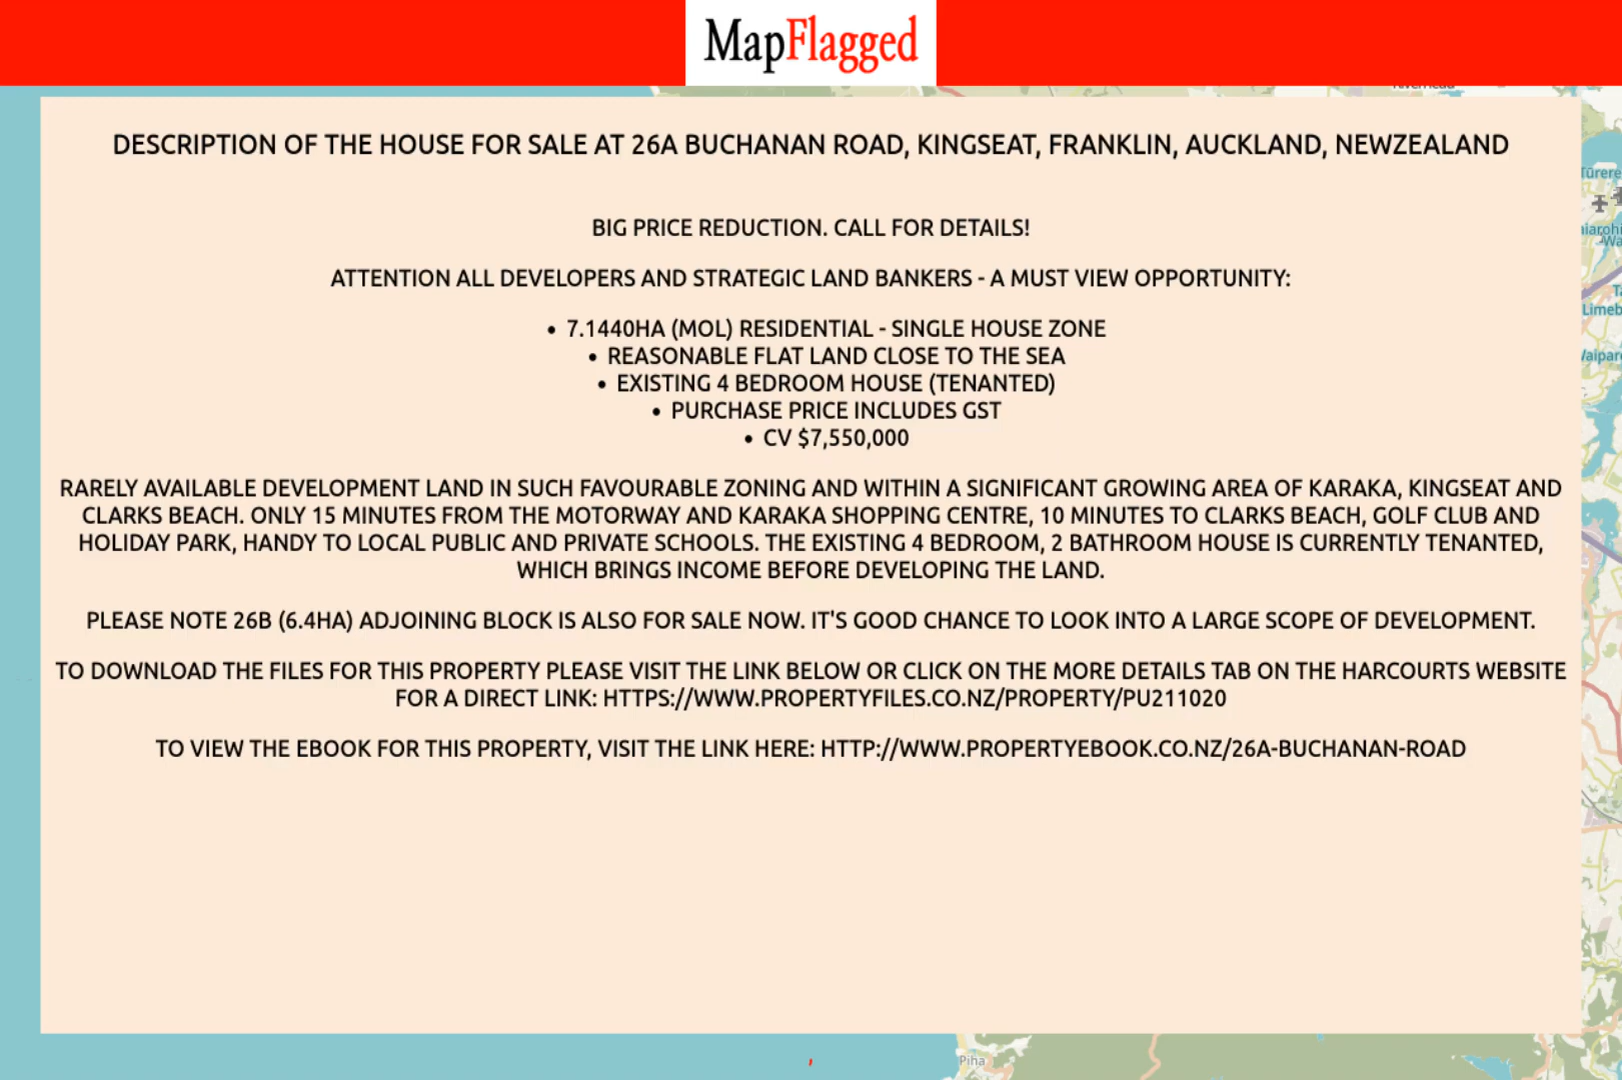 MapFlagged
DESCRIPTION OF THE HOUSE FOR SALE AT 26A BUCHANAN ROAD, KINGSEAT, FRANKLIN, AUCKLAND, NEWZEALAND
BIG PRICE REDUCTION. CALL FOR DETAILS!
ATTENTION ALL DEVELOPERS AND STRATEGIC LAND BANKERS - A MUST VIEW OPPORTUNITY:
• 7.1440HA (MOL) RESIDENTIAL - SINGLE HOUSE ZONE
• REASONABLE FLAT LAND CLOSE TO THE SEA
• EXISTING 4 BEDROOM HOUSE (TENANTED)
• PURCHASE PRICE INCLUDES GST
• CV $7,550,000
RARELY AVAILABLE DEVELOPMENT LAND IN SUCH FAVOURABLE ZONING AND WITHIN A SIGNIFICANT GROWING AREA OF KARAKA, KINGSEAT AND
CLARKS BEACH. ONLY 15 MINUTES FROM THE MOTORWAY AND KARAKA SHOPPING CENTRE, 10 MINUTES TO CLARKS BEACH, GOLF CLUB AND
HOLIDAY PARK, HANDY TO LOCAL PUBLIC AND PRIVATE SCHOOLS. THE EXISTING 4 BEDROOM, 2 BATHROOM HOUSE IS CURRENTLY TENANTED,
WHICH BRINGS INCOME BEFORE DEVELOPING THE LAND.
PLEASE NOTE 26B (6.4HA) ADJOINING BLOCK IS ALSO FOR SALE NOW. IT'S GOOD CHANCE TO LOOK INTO A LARGE SCOPE OF DEVELOPMENT.
TO DOWNLOAD THE FILES FOR THIS PROPERTY PLEASE VISIT THE LINK BELOW OR CLICK ON THE MORE DETAILS TAB ON THE HARCOURTS WEBSITE
FOR A DIRECT LINK: HTTPS://WWW.PROPERTYFILES.CO.NZ/PROPERTY/PU211020
TO VIEW THE EBOOK FOR THIS PROPERTY, VISIT THE LINK HERE: HTTP://WWW.PROPERTYEBOOK.CO.NZ/26A-BUCHANAN-ROAD
Piha